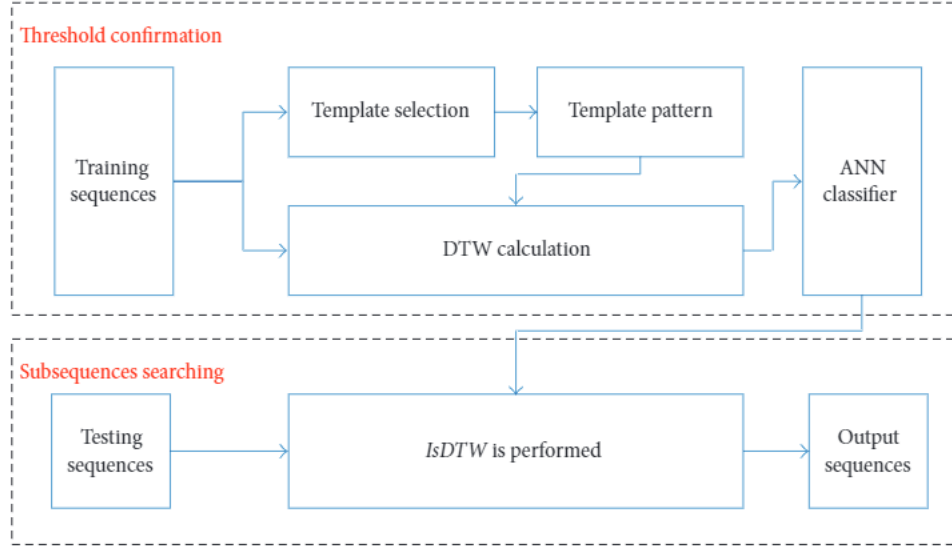 Threshold confirmation
Training
sequences
Template selection
Template pattern
DTW calculation
ANN
classifier
Subsequences searching
Testing
sequences
IsDTW is performed
Output
sequences